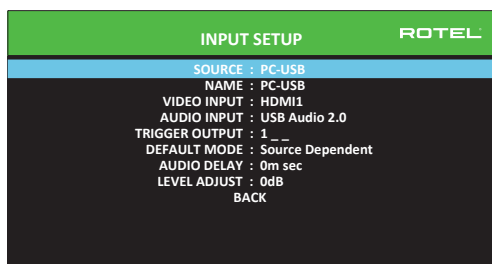 INPUT SETUP
ROTEL
SOURCE : PC-USB
NAME : PC-USB
VIDEO INPUT : HDMI1
AUDIO INPUT : USB Audio 2.0
TRIGGER OUTPUT : 1 _ _
DEFAULT MODE : Source Dependent
AUDIO DELAY : 0m sec
LEVEL ADJUST : 0dB
BACK